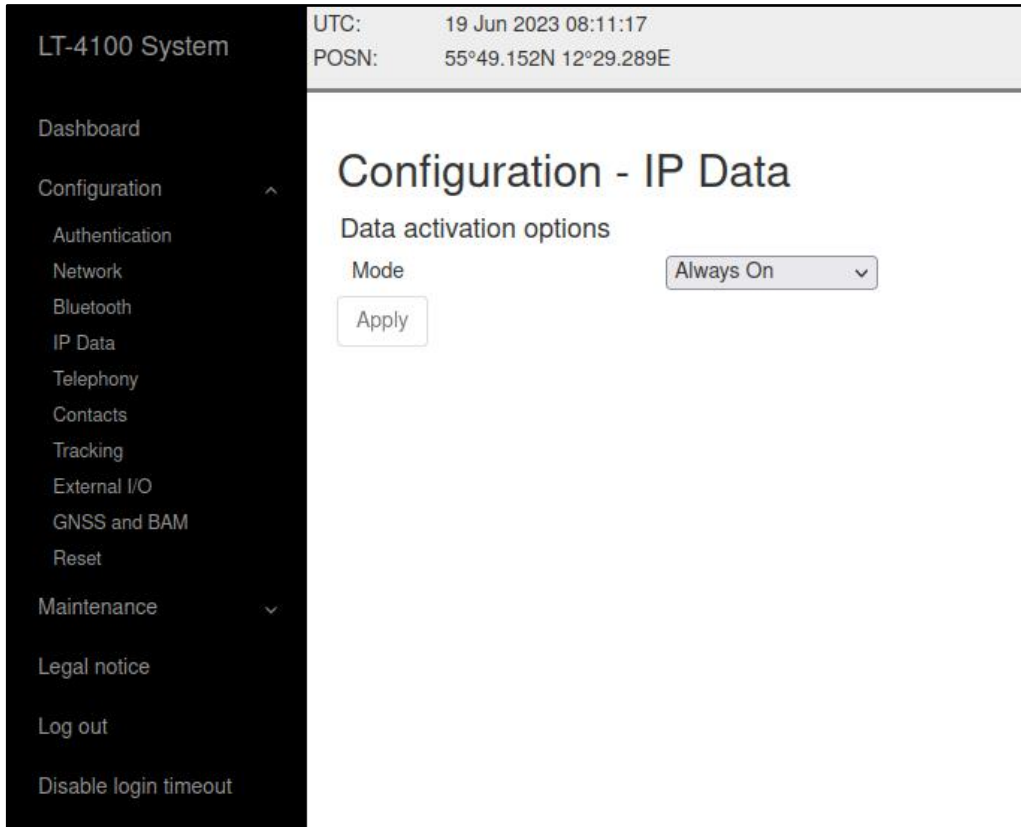 LT-4100 System
UTC: 19 Jun 2023 08:11:17
POSN: 55°49.152N 12°29.289E
Dashboard
Configuration
Authentication
Network
Bluetooth
IP Data
Telephony
Contacts
Tracking
External I/O
GNSS and BAM
Reset
Maintenance
Legal notice
Log out
Disable login timeout
Configuration - IP Data
Data activation options
Mode Always On
Apply